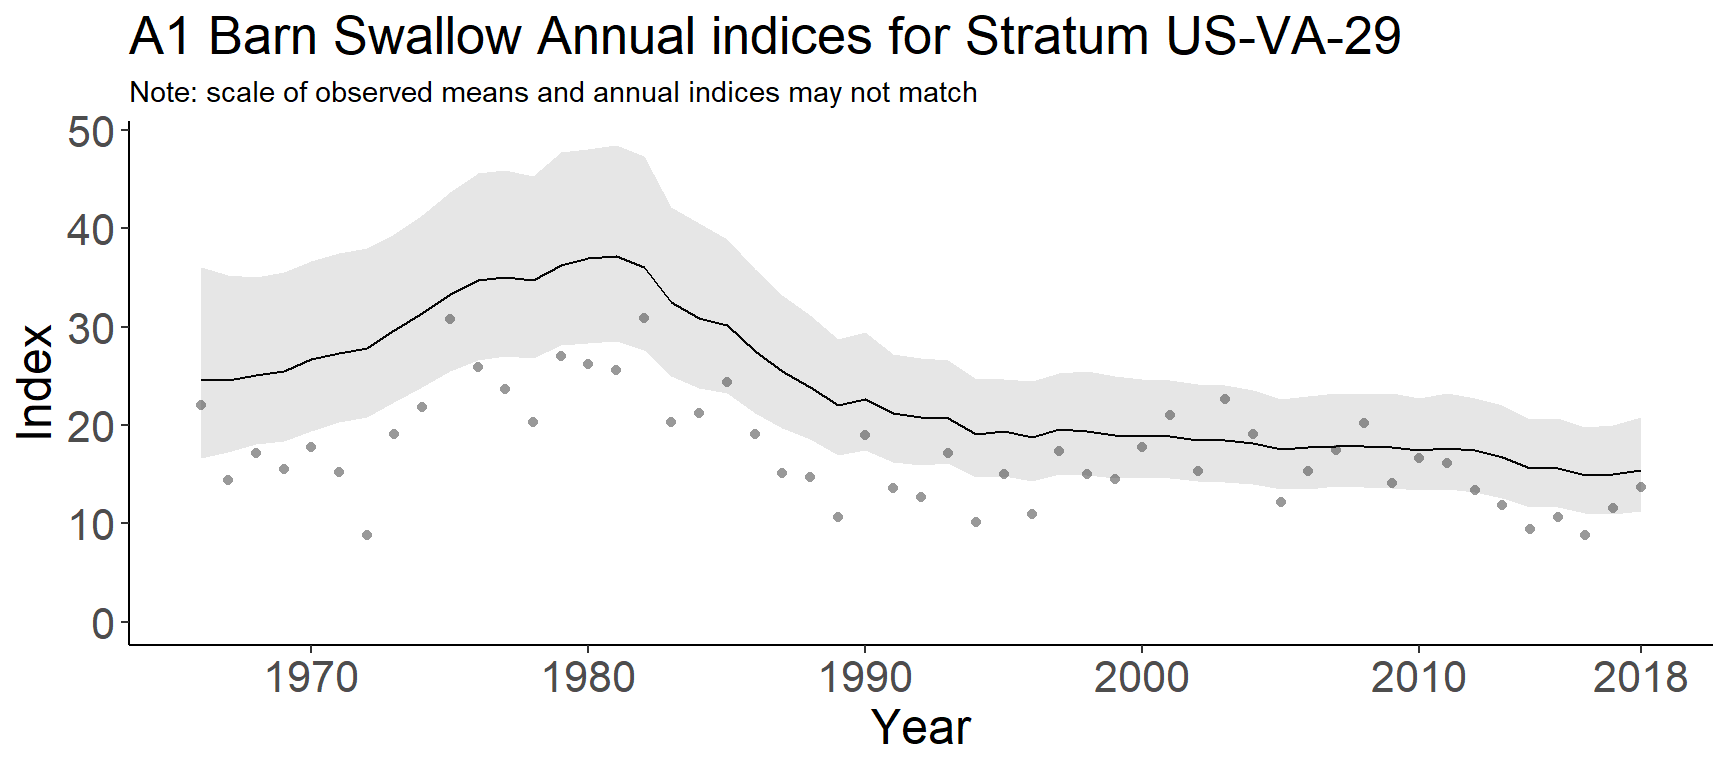 A1 Barn Swallow Annual indices for Stratum US-VA-29
Note: scale of observed means and annual indices may not match
50
40
30
20
10
0
Index
1970 1980 1990 2000 2010 2018
Year